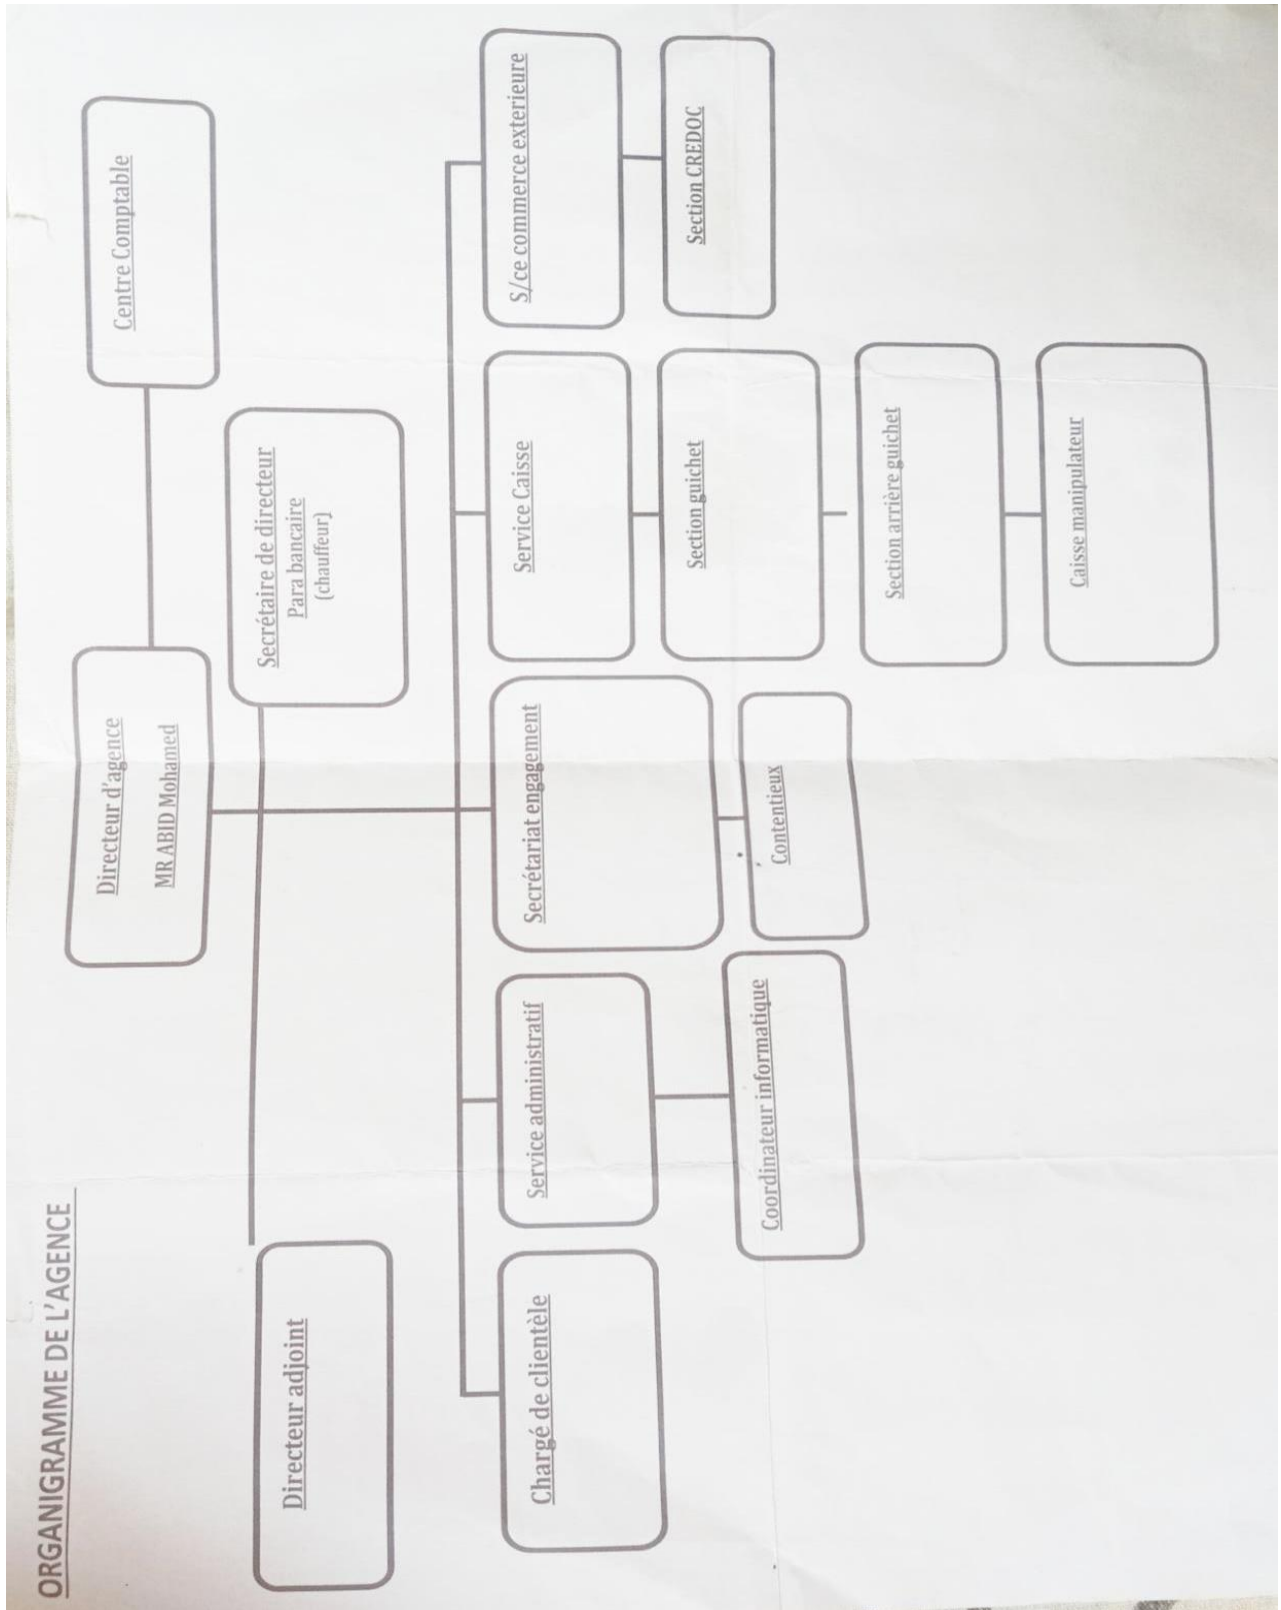 ORGANIGRAMME DE L'AGENCE
Directeur d'agence
MR ABID Mohamed
Centre Comptable
Directeur adjoint
Secrétaire de directeur
Para bancaire
(chauffeur)
Chargé de clientèle
Service administratif
Secrétariat engagement
Service Caisse
S/ce commerce exterieure
Coordinateur informatique
Contentieux
Section guichet
Section CREDOC
Section arrière guichet
Caisse manipulateur